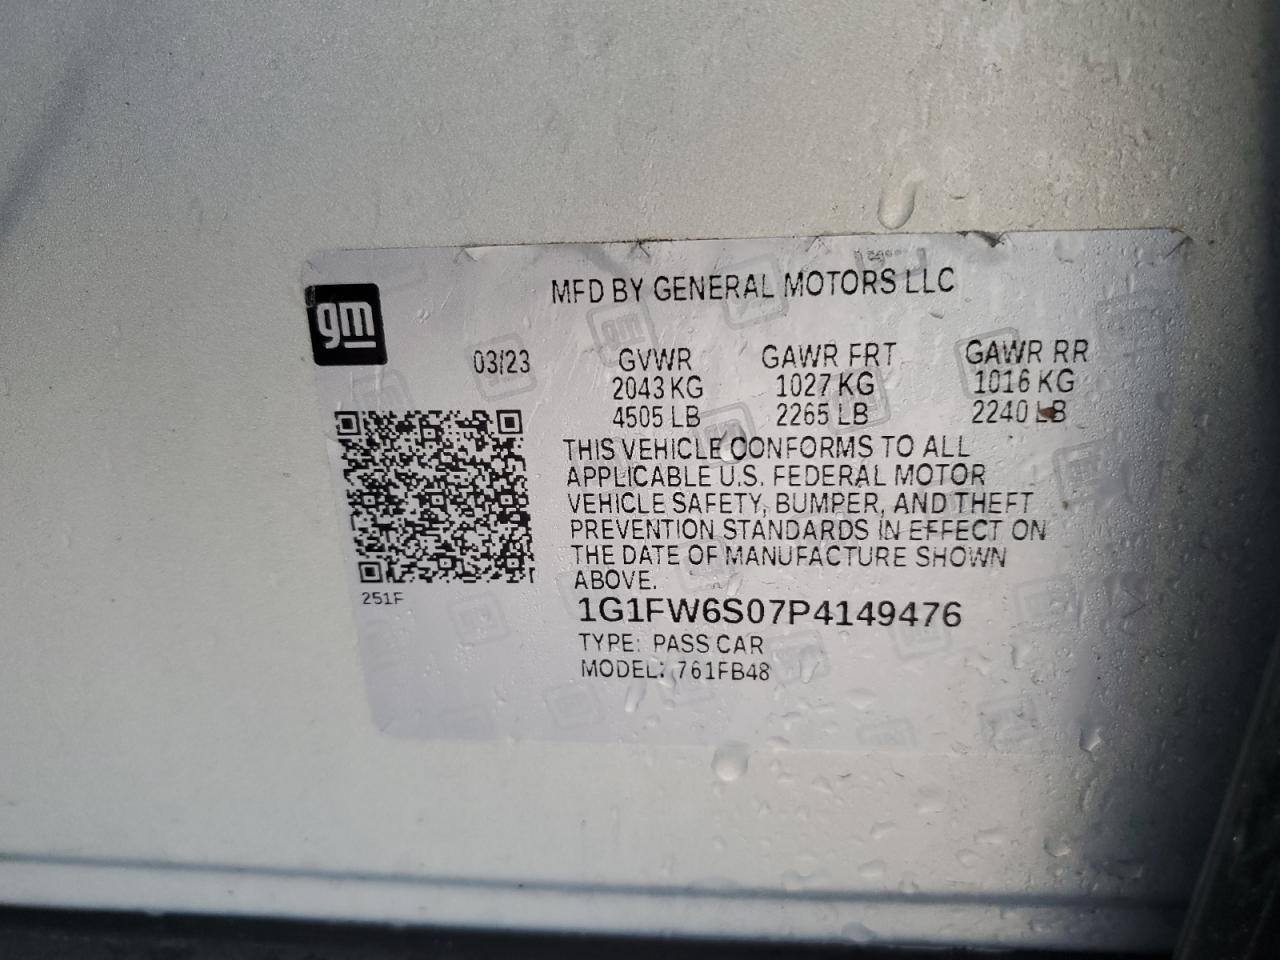 MFD BY GENERAL MOTORS LLC
gm
03/23 GVWR GAWR FRT GAWR RR
2043 KG 1027 KG 1016 KG
4505 LB 2265 LB 2240 LB
THIS VEHICLE CONFORMS TO ALL
APPLICABLE U.S. FEDERAL MOTOR
VEHICLE SAFETY, BUMPER, AND THEFT
PREVENTION STANDARDS IN EFFECT ON
THE DATE OF MANUFACTURE SHOWN
ABOVE.
251F
1G1FW6S07P4149476
TYPE: PASS CAR
MODEL: 761FB48